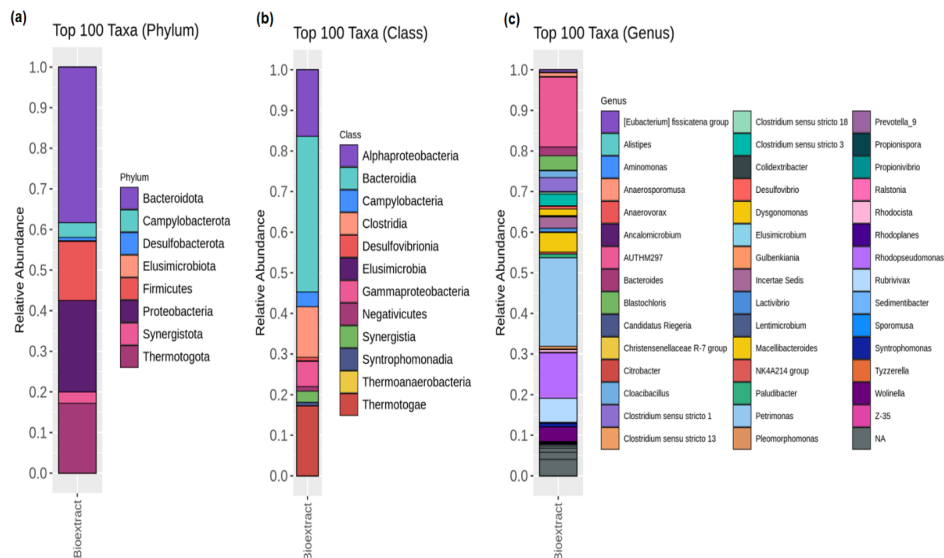 (a)
Top 100 Taxa (Phylum)
Relative Abundance
1.0
0.9
0.8
0.7
0.6
0.5
0.4
0.3
0.2
0.1
0.0
Bioextract
Phylum
Bacteroidota
Campylobacterota
Desulfobacterota
Elusimicrobiota
Firmicutes
Proteobacteria
Synergistota
Thermotogota
(b)
Top 100 Taxa (Class)
Relative Abundance
1.0
0.9
0.8
0.7
0.6
0.5
0.4
0.3
0.2
0.1
0.0
Bioextract
Class
Alphaproteobacteria
Bacteroidia
Campylobacteria
Clostridia
Desulfovibrionia
Elusimicrobia
Gammaproteobacteria
Negativicutes
Synergistia
Syntrophomonadia
Thermoanaerobacteria
Thermotogae
(c)
Top 100 Taxa (Genus)
Relative Abundance
1.0
0.9
0.8
0.7
0.6
0.5
0.4
0.3
0.2
0.1
0.0
Bioextract
Genus
[Eubacterium] fissicatena group
Alistipes
Aminomonas
Anaerosporomusa
Anaerovorax
Ancalomicrobium
AUTHM297
Bacteroides
Blastochloris
Candidatus Riegeria
Christensenellaceae R-7 group
Citrobacter
Cloacibacillus
Clostridium sensu stricto 1
Clostridium sensu stricto 13
Clostridium sensu stricto 18
Clostridium sensu stricto 3
Colidextribacter
Desulfovibrio
Dysgonomonas
Elusimicrobium
Gulbenkiania
Incertae Sedis
Lactivibrio
Lentimicrobium
Macellibacteroides
NK4A214 group
Paludibacter
Petrimonas
Pleomorphomonas
Prevotella_9
Propionispora
Propionivibrio
Ralstonia
Rhodocista
Rhodoplanes
Rhodopseudomonas
Rubrivivax
Sedimentibacter
Sporomusa
Syntrophomonas
Tyzzerella
Wolinella
Z-35
NA